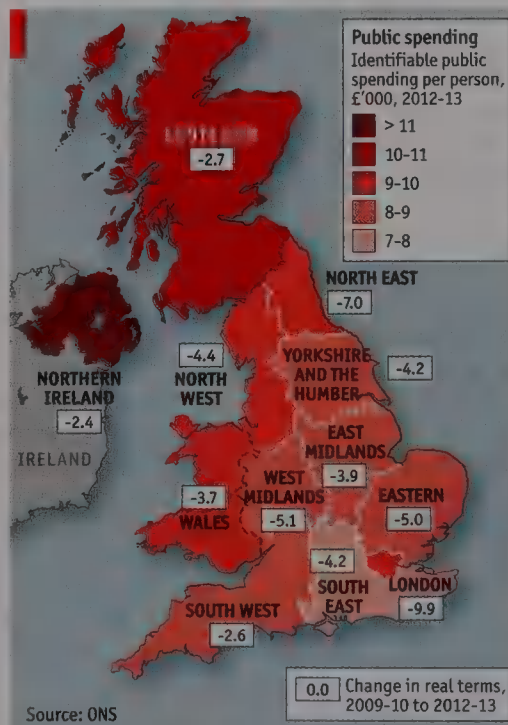 Public spending
Identifiable public
spending per person,
£'000, 2012-13
> 11
10-11
9-10
8-9
7-8
SCOTLAND
-2.7
NORTH EAST
-7.0
-4.4
NORTH
WEST
YORKSHIRE
AND THE
HUMBER
-4.2
NORTHERN
IRELAND
-2.4
IRELAND
EAST
MIDLANDS
-3.9
WEST
MIDLANDS
-5.1
EASTERN
-5.0
-3.7
WALES
-4.2
SOUTH
EAST
LONDON
-9.9
SOUTH WEST
-2.6
0.0 Change in real terms,
2009-10 to 2012-13
Source: ONS